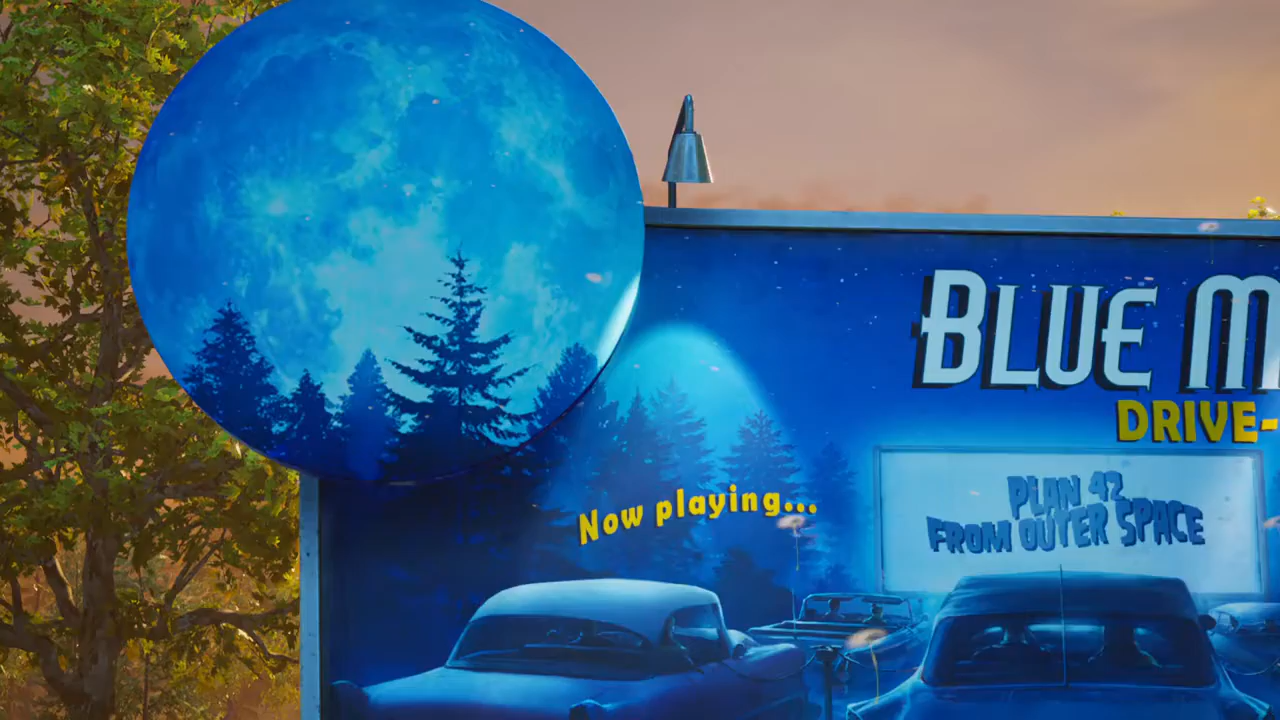 BLUE M
DRIVE-
PLAN 42
FROM OUTER SPACE
Now playing...